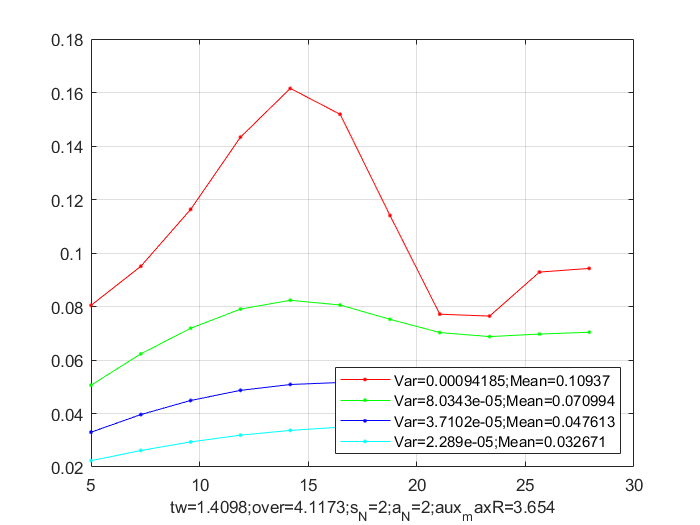 0.18
0.16
0.14
0.12
0.1
0.08
0.06
0.04
0.02
Var=0.00094185;Mean=0.10937
Var=8.0343e-05;Mean=0.070994
Var=3.7102e-05;Mean=0.047613
Var=2.289e-05;Mean=0.032671
5 10 15 20 25 30
tw=1.4098;over=4.1173;s_N=2;a_N=2;aux_maxR=3.654